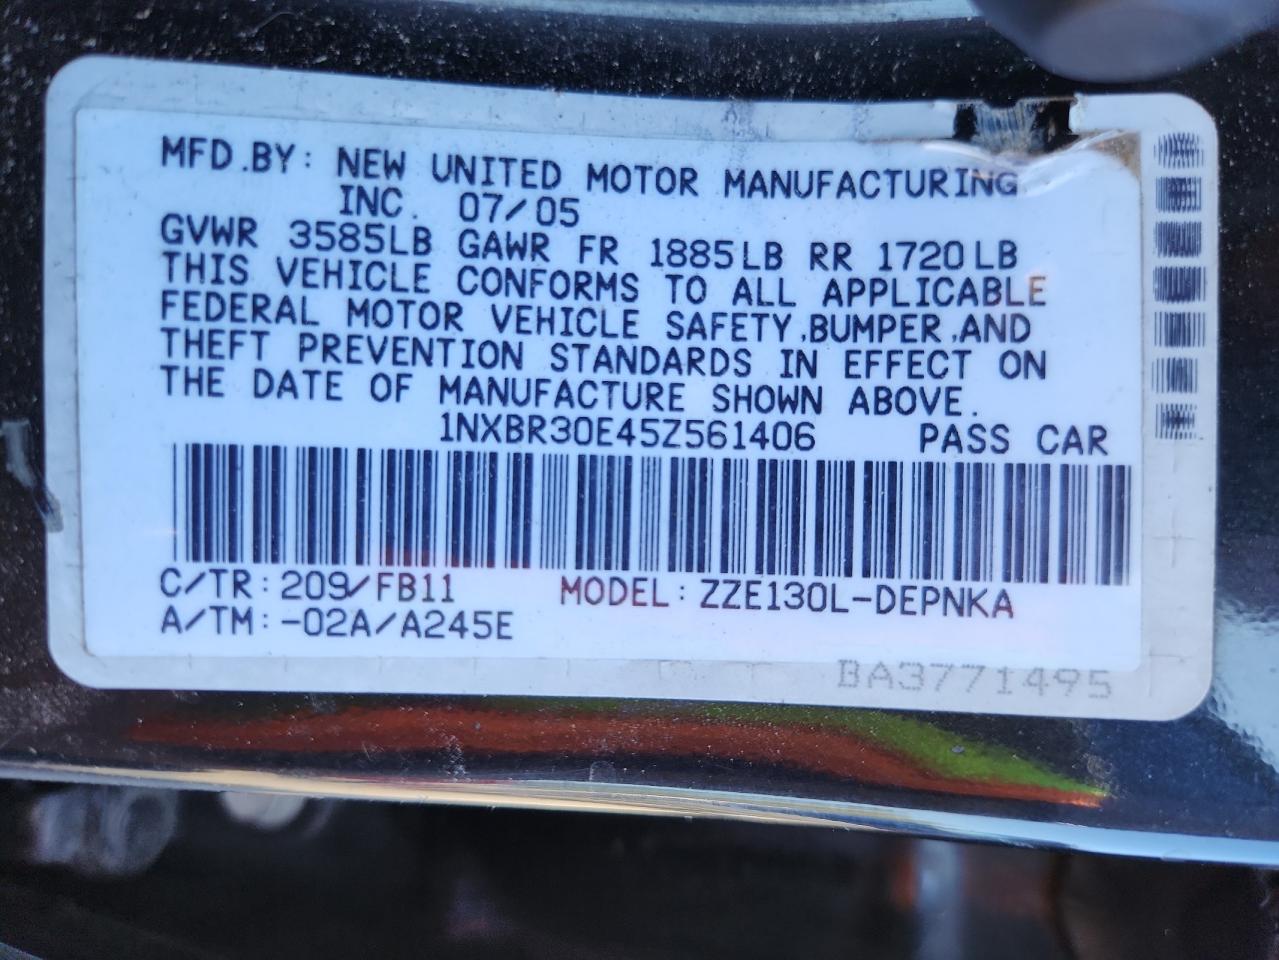 MFD.BY: NEW UNITED MOTOR MANUFACTURING
INC. 07/05
GVWR 3585LB GAWR FR 1885LB RR 1720LB
THIS VEHICLE CONFORMS TO ALL APPLICABLE
FEDERAL MOTOR VEHICLE SAFETY,BUMPER,AND
THEFT PREVENTION STANDARDS IN EFFECT ON
THE DATE OF MANUFACTURE SHOWN ABOVE.
1NXBR30E45Z561406 PASS CAR
C/TR:209/FB11 MODEL:ZZE130L-DEPNKA
A/TM:-02A/A245E
BA3771495